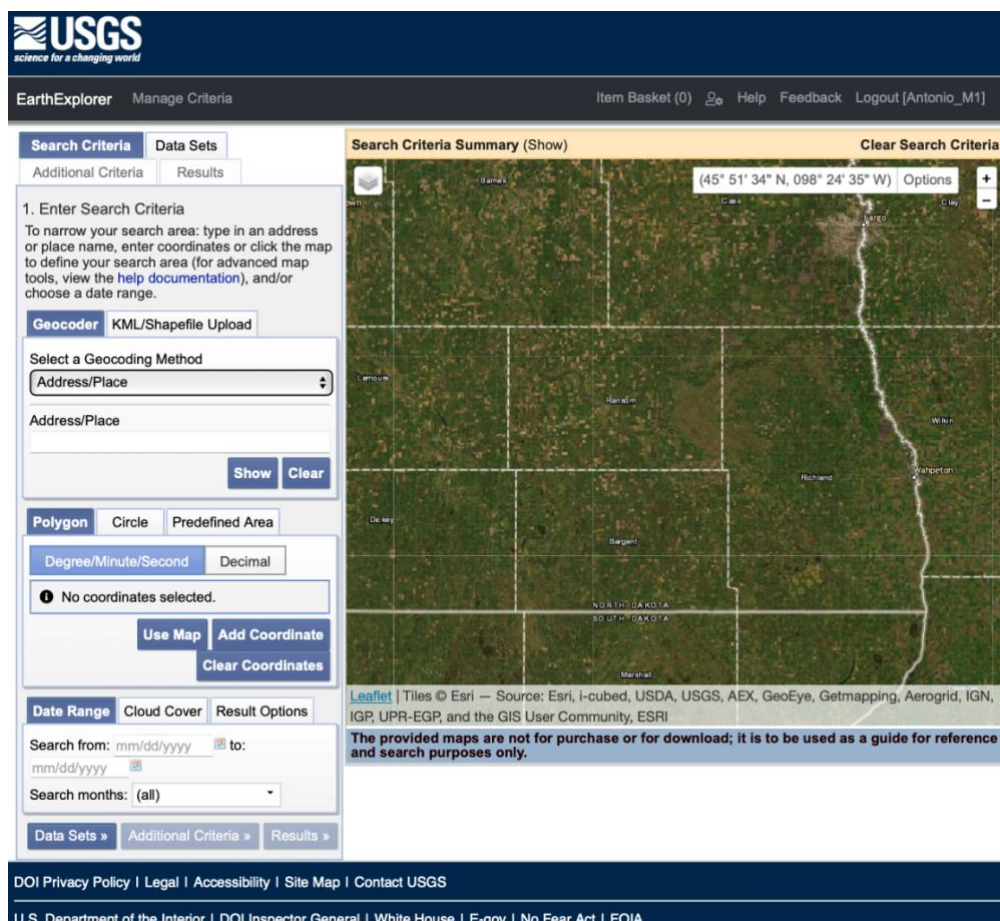 USGS
science for a changing world
EarthExplorer Manage Criteria Item Basket (0) Help Feedback Logout [Antonio_M1]
Search Criteria Data Sets
Additional Criteria Results
1. Enter Search Criteria
To narrow your search area: type in an address
or place name, enter coordinates or click the map
to define your search area (for advanced map
tools, view the help documentation), and/or
choose a date range.
Geocoder KML/Shapefile Upload
Select a Geocoding Method
Address/Place
Address/Place
Show Clear
Polygon Circle Predefined Area
Degree/Minute/Second Decimal
No coordinates selected.
Use Map Add Coordinate
Clear Coordinates
Date Range Cloud Cover Result Options
Search from: mm/dd/yyyy to:
mm/dd/yyyy
Search months: (all)
Data Sets » Additional Criteria » Results »
Search Criteria Summary (Show) Clear Search Criteria
(45° 51' 34" N, 098° 24' 35" W) Options +
-
Barnes
Cass
Clay
Fargo
Lamoure
Ransom
Wilkin
Wahpeton
Richland
Dickey
Sargent
NORTH DAKOTA
SOUTH DAKOTA
Marshall
Leaflet | Tiles © Esri — Source: Esri, i-cubed, USDA, USGS, AEX, GeoEye, Getmapping, Aerogrid, IGN,
IGP, UPR-EGP, and the GIS User Community, ESRI
The provided maps are not for purchase or for download; it is to be used as a guide for reference
and search purposes only.
DOI Privacy Policy | Legal | Accessibility | Site Map | Contact USGS
U.S. Department of the Interior | DOI Inspector General | White House | E-gov | No Fear Act | FOIA